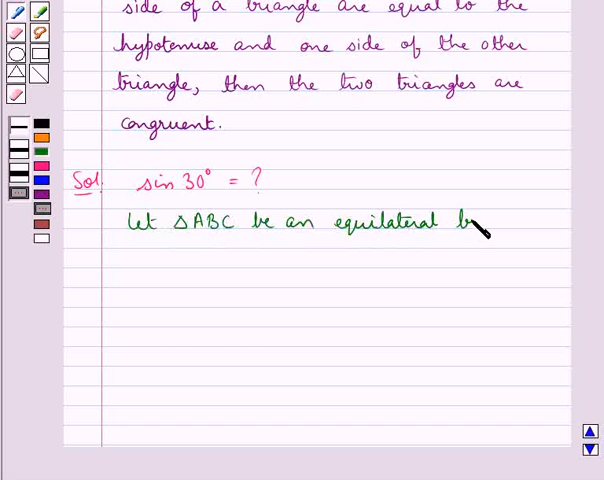 side of a triangle are equal to the
hypotenuse and one side of the other
triangle, then the two triangles are
congruent.
Sol. sin 30° = ?
Let △ABC be an equilateral